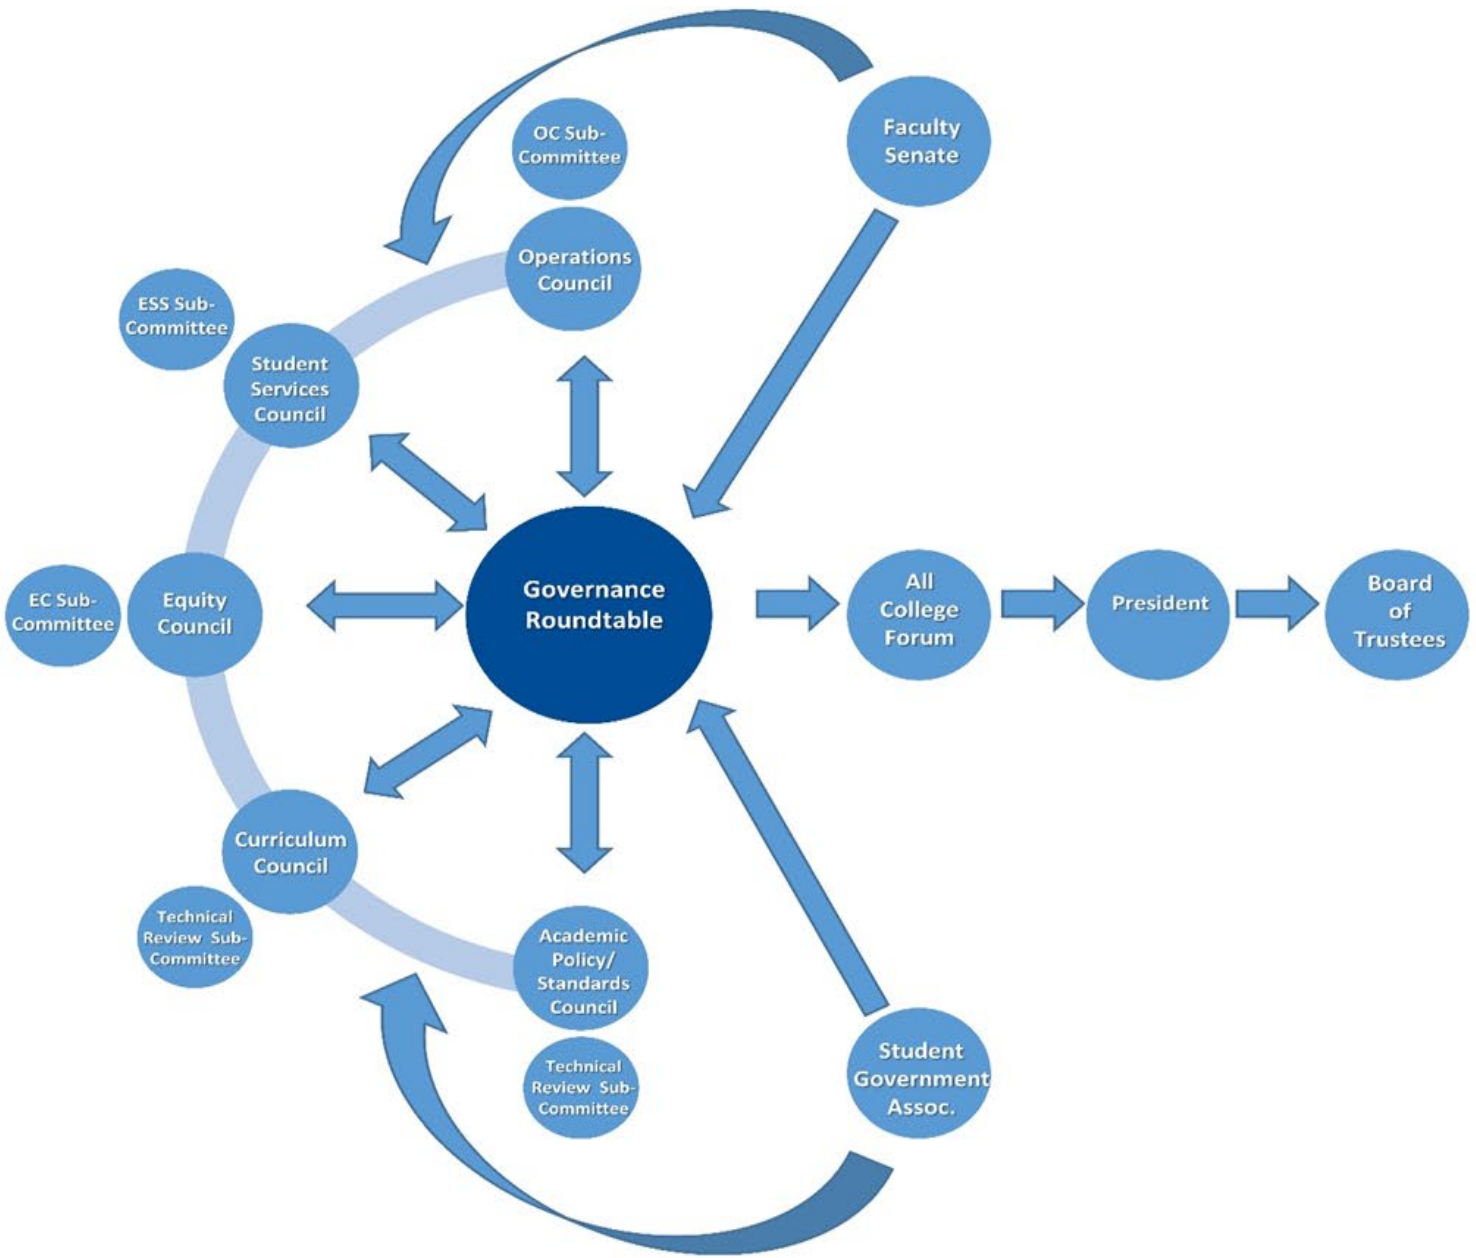 Faculty
Senate
OC Sub-
Committee
Operations
Council
ESS Sub-
Committee
Student
Services
Council
EC Sub-
Committee
Equity
Council
Governance
Roundtable
All
College
Forum
President
Board
of
Trustees
Curriculum
Council
Technical
Review Sub-
Committee
Academic
Policy/
Standards
Council
Technical
Review Sub-
Committee
Student
Government
Assoc.